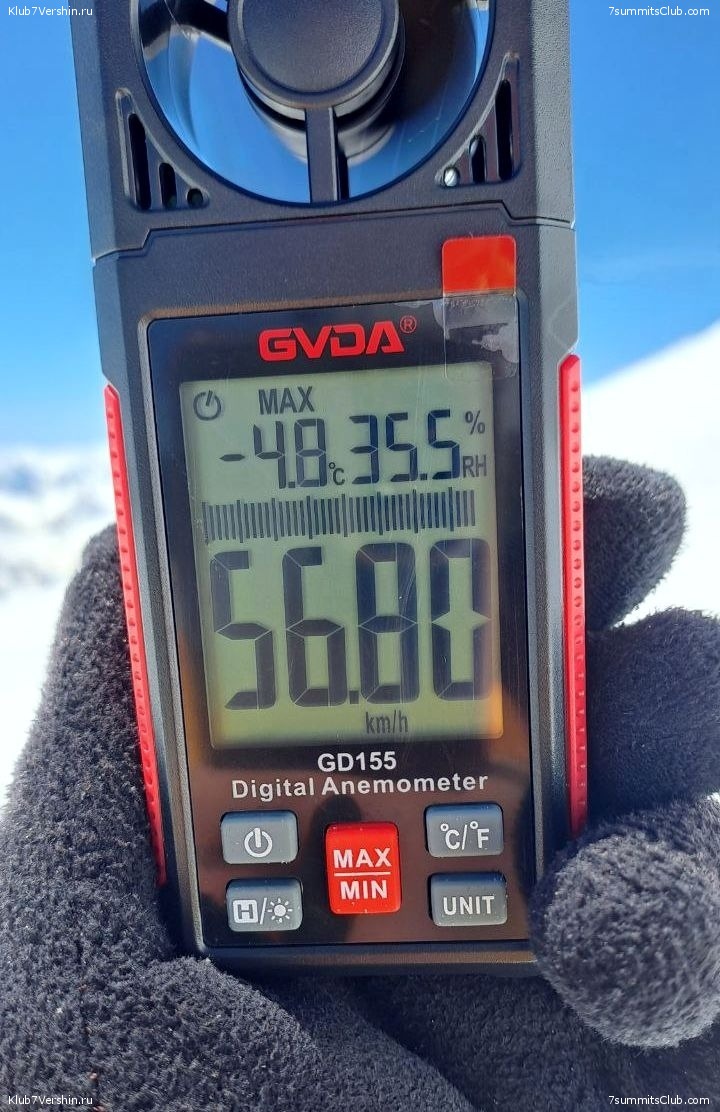 Klub7Vershin.ru
7summitsClub.com
GVDA®
MAX
-4.8°C 35.5% RH
56.80
km/h
GD155
Digital Anemometer
°C/°F
MAX
MIN
H/
UNIT
Klub7Vershin.ru
7summitsClub.com